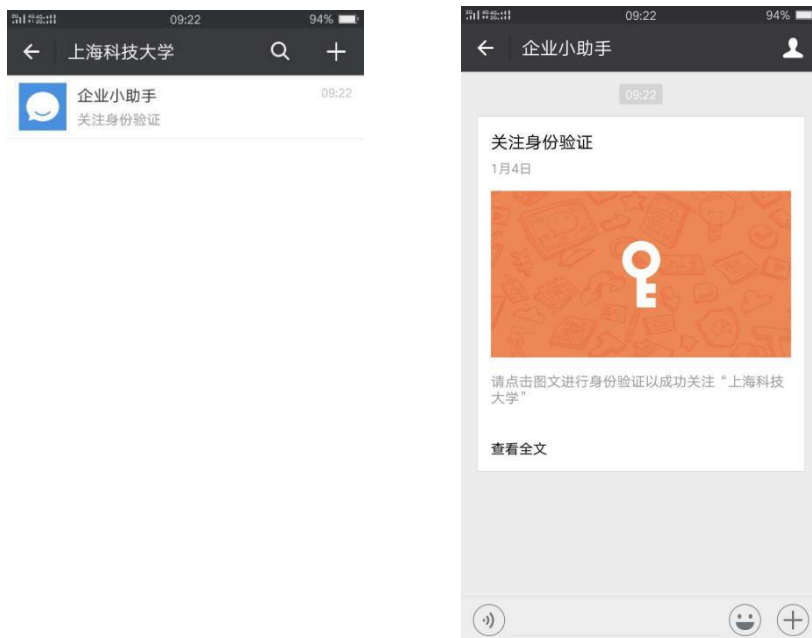 09:22
94%
上海科技大学
企业小助手
09:22
关注身份验证
09:22
94%
企业小助手
09:22
关注身份验证
1月4日
请点击图文进行身份验证以成功关注“上海科技
大学”
查看全文